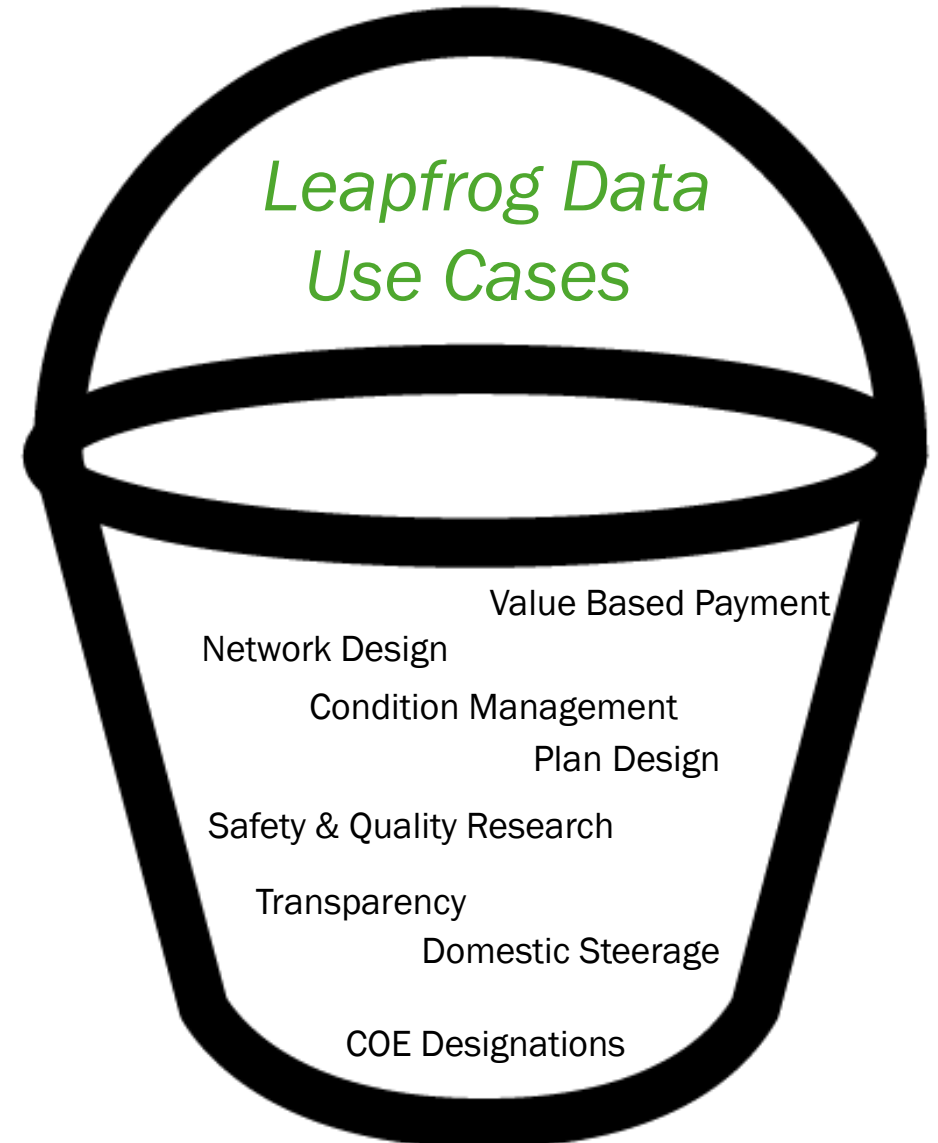 Leapfrog Data
Use Cases
Value Based Payment
Network Design
Condition Management
Plan Design
Safety & Quality Research
Transparency
Domestic Steerage
COE Designations